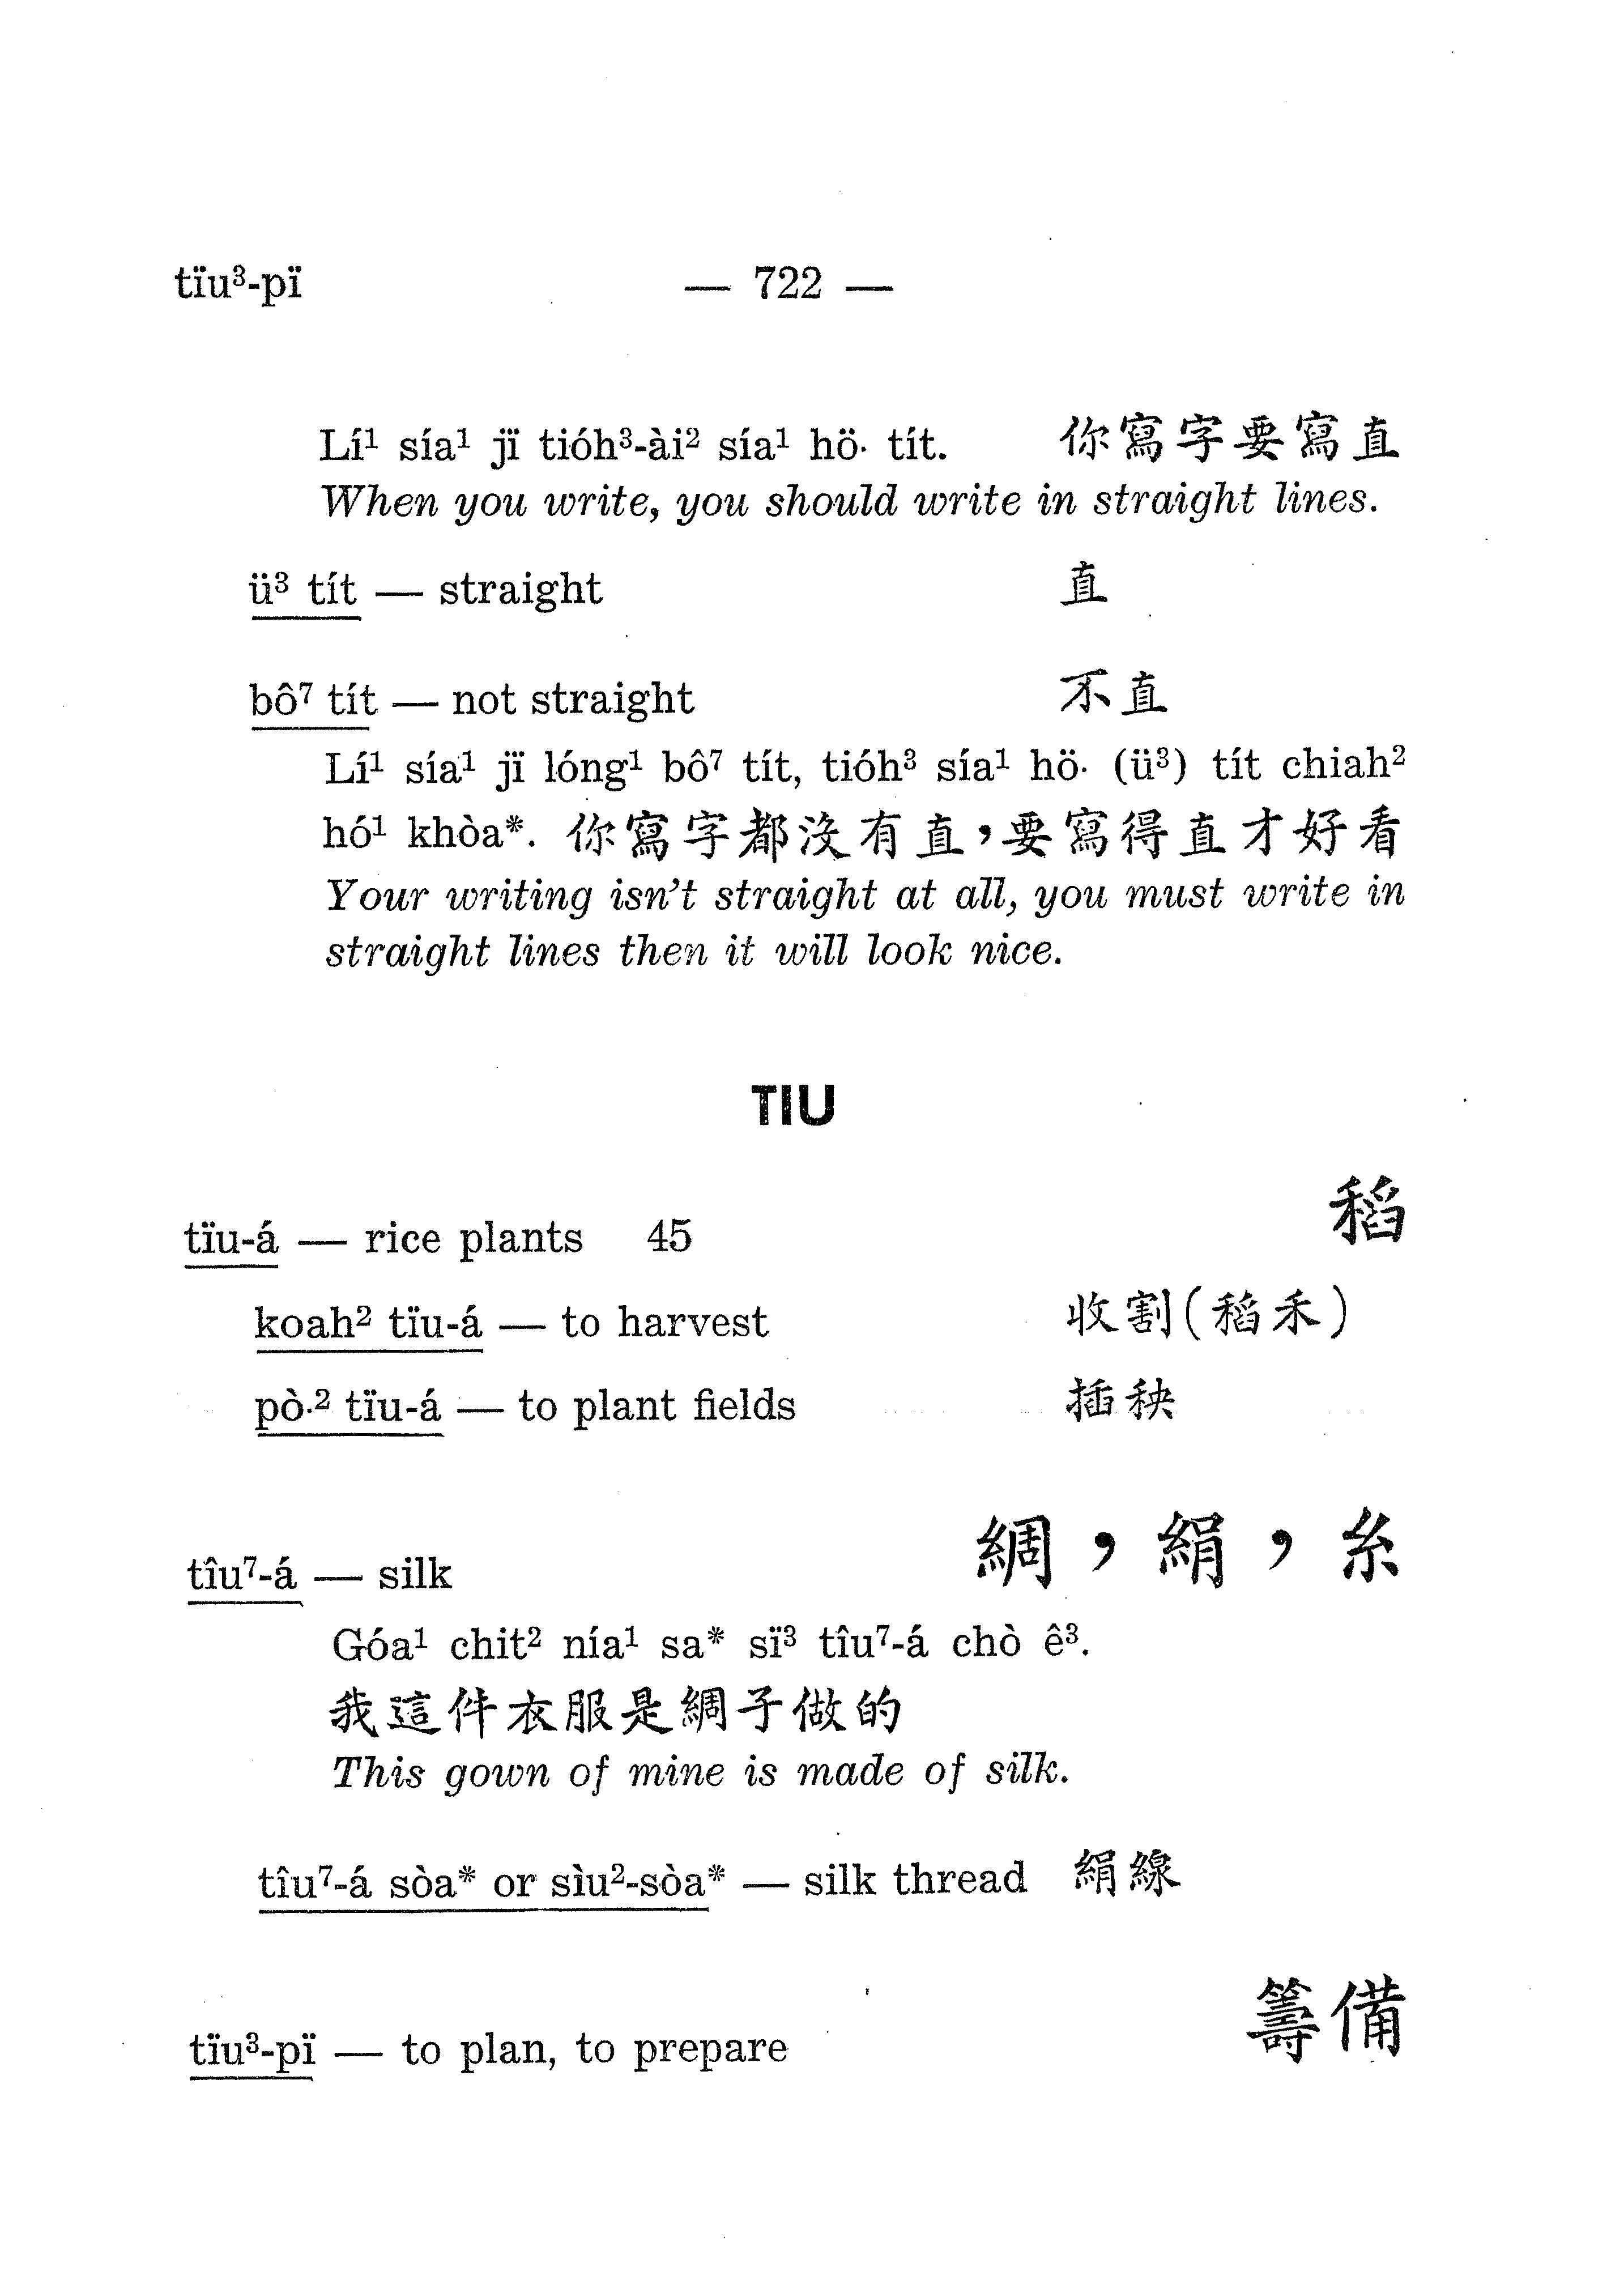 tïu³-pï — 722 —
Lí¹ sía¹ jï tióh³-ài² sía¹ hö· tít. 你寫字要寫直
When you write, you should write in straight lines.
ü³ tít — straight 直
bô⁷ tít — not straight 不直
Lí¹ sía¹ jï lóng¹ bô⁷ tít, tióh³ sía¹ hö· (ü³) tít chiah²
hó¹ khòa*. 你寫字都沒有直，要寫得直才好看
Your writing isn't straight at all, you must write in
straight lines then it will look nice.
TIU
tïu-á — rice plants 45 稻
koah² tïu-á — to harvest 收割(稻禾)
pò·² tïu-á — to plant fields 插秧
tîu⁷-á — silk 綢，絹，糸
Góa¹ chit² nía¹ sa* sï³ tîu⁷-á chò ê³.
我這件衣服是綢子做的
This gown of mine is made of silk.
tîu⁷-á sòa* or sìu²-sòa* — silk thread 絹線
tïu³-pï — to plan, to prepare 籌備